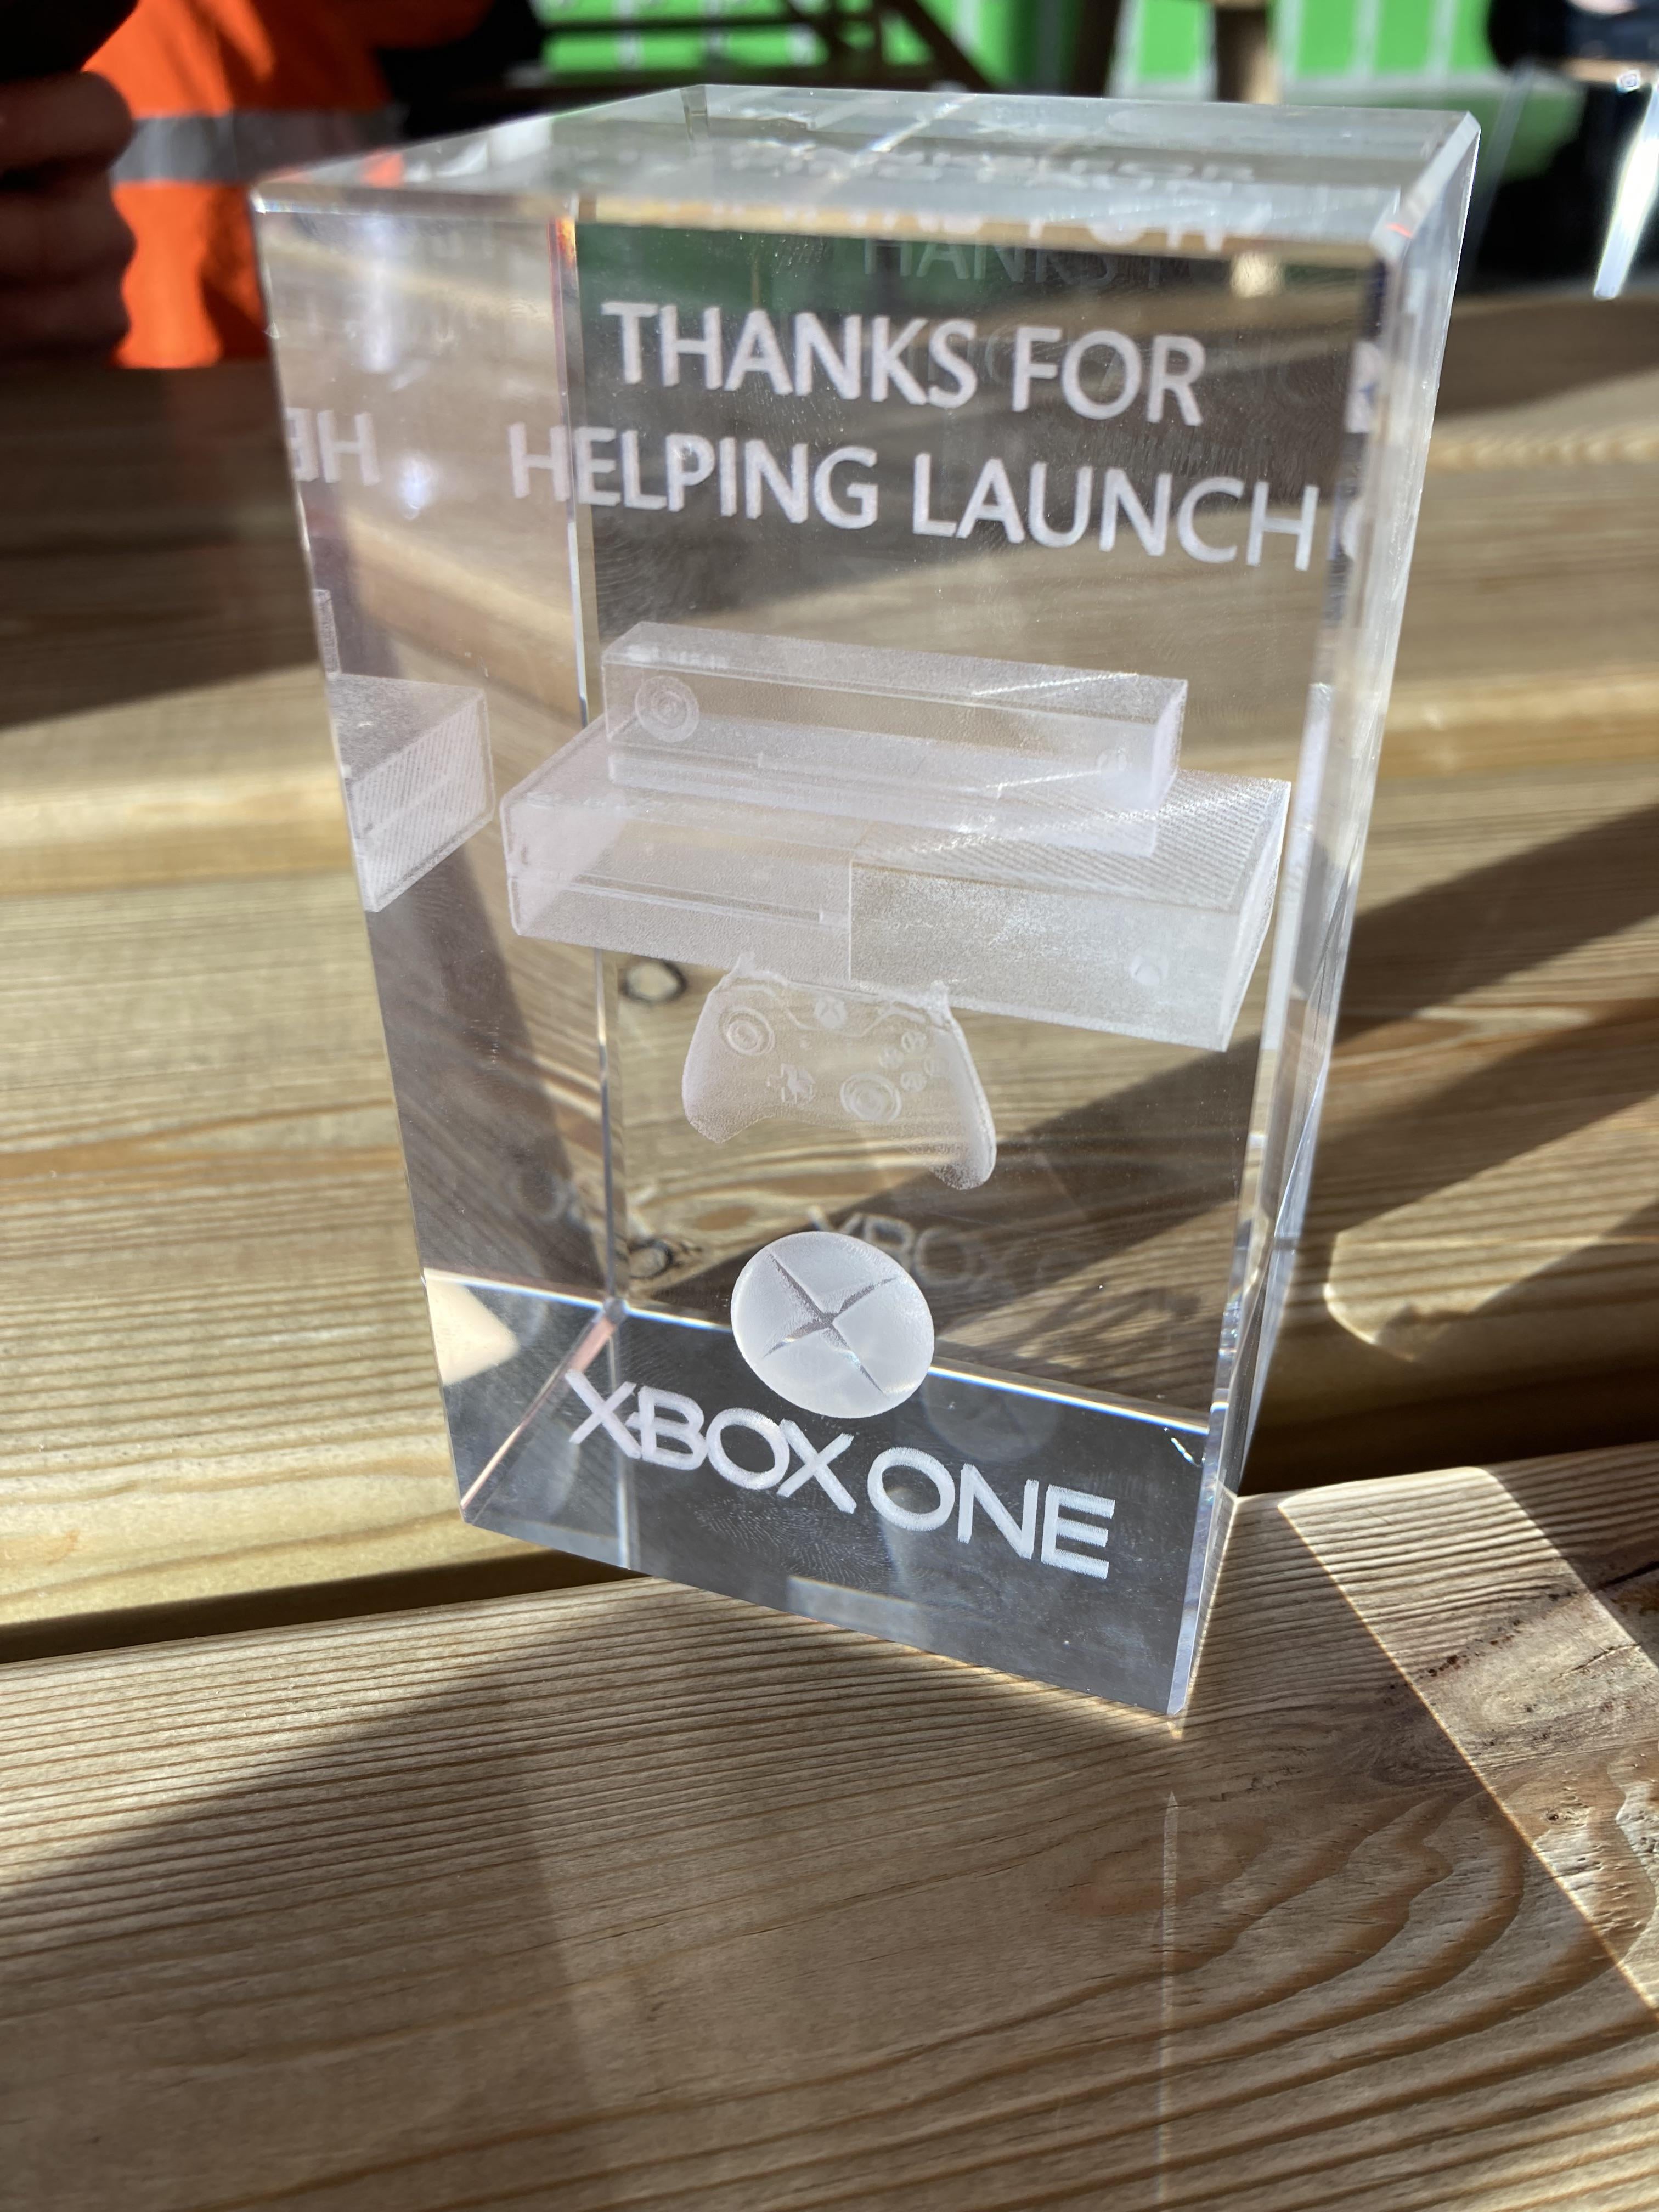 THANKS FOR
HELPING LAUNCH
XBOX ONE